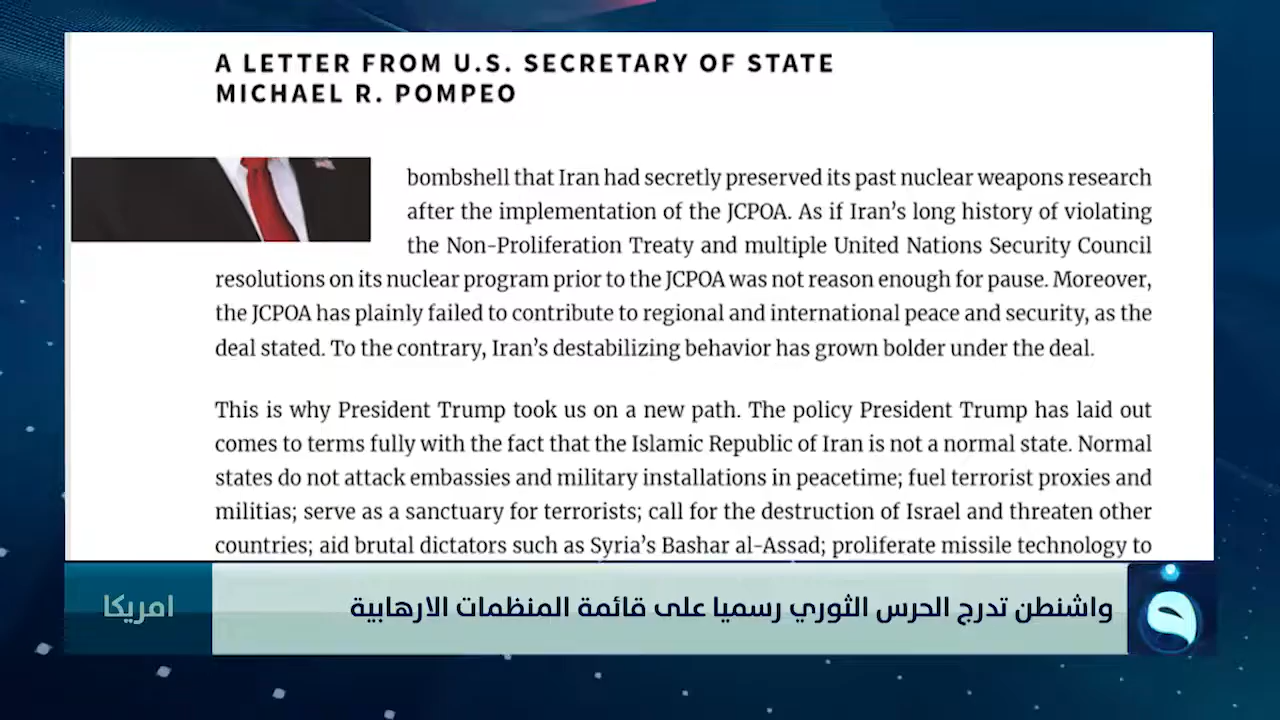 A LETTER FROM U.S. SECRETARY OF STATE
MICHAEL R. POMPEO
bombshell that Iran had secretly preserved its past nuclear weapons research
after the implementation of the JCPOA. As if Iran’s long history of violating
the Non-Proliferation Treaty and multiple United Nations Security Council
resolutions on its nuclear program prior to the JCPOA was not reason enough for pause. Moreover,
the JCPOA has plainly failed to contribute to regional and international peace and security, as the
deal stated. To the contrary, Iran’s destabilizing behavior has grown bolder under the deal.
This is why President Trump took us on a new path. The policy President Trump has laid out
comes to terms fully with the fact that the Islamic Republic of Iran is not a normal state. Normal
states do not attack embassies and military installations in peacetime; fuel terrorist proxies and
militias; serve as a sanctuary for terrorists; call for the destruction of Israel and threaten other
countries; aid brutal dictators such as Syria’s Bashar al-Assad; proliferate missile technology to
واشنطن تدرج الحرس الثوري رسميا على قائمة المنظمات الارهابية
امريكا